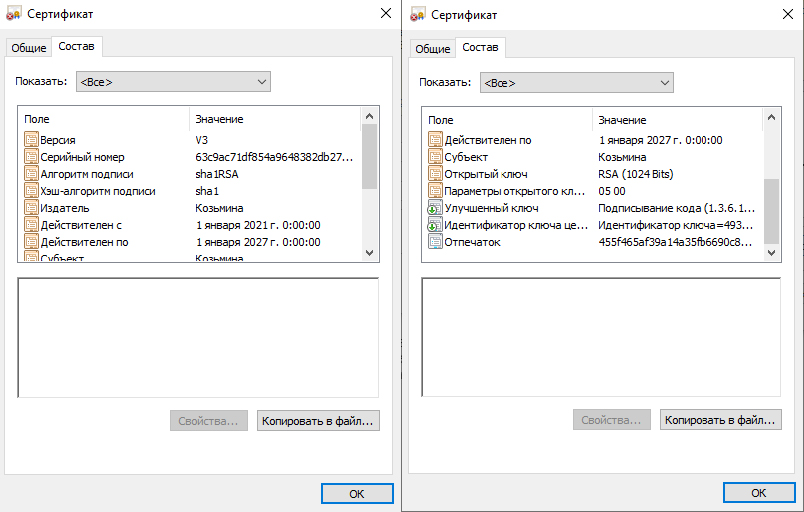 Сертификат
Общие
Состав
Показать:
<Все>
Поле Значение
Версия V3
Серийный номер 63c9ac71df854a9648382db27...
Алгоритм подписи sha1RSA
Хэш-алгоритм подписи sha1
Издатель Козьмина
Действителен с 1 января 2021 г. 0:00:00
Действителен по 1 января 2027 г. 0:00:00
Субъект Козьмина
Свойства...
Копировать в файл...
ОК
Сертификат
Общие
Состав
Показать:
<Все>
Поле Значение
Действителен по 1 января 2027 г. 0:00:00
Субъект Козьмина
Открытый ключ RSA (1024 Bits)
Параметры открытого кл... 05 00
Улучшенный ключ Подписывание кода (1.3.6.1....
Идентификатор ключа це... Идентификатор ключа=493...
Отпечаток 455f465af39a14a35fb6690c8...
Свойства...
Копировать в файл...
ОК